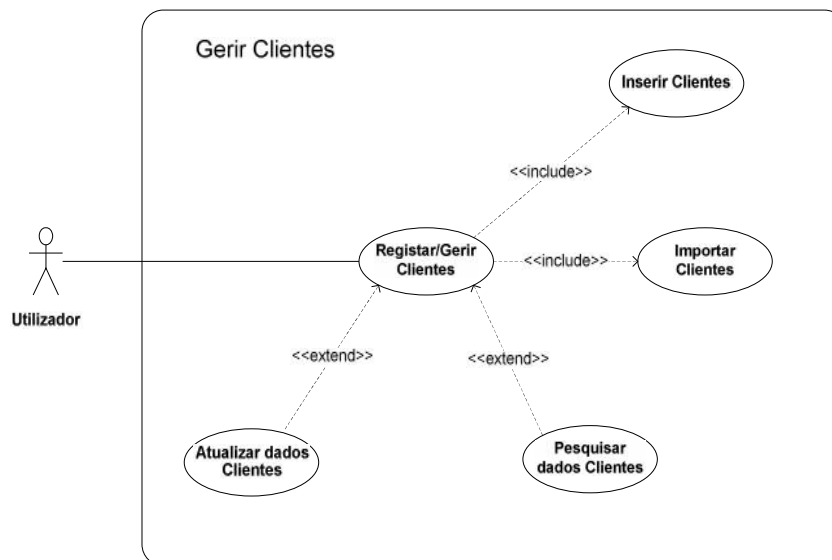 Gerir Clientes
Inserir Clientes
<<include>>
Registar/Gerir
Clientes
<<include>>
Importar
Clientes
Utilizador
<<extend>>
<<extend>>
Atualizar dados
Clientes
Pesquisar
dados Clientes